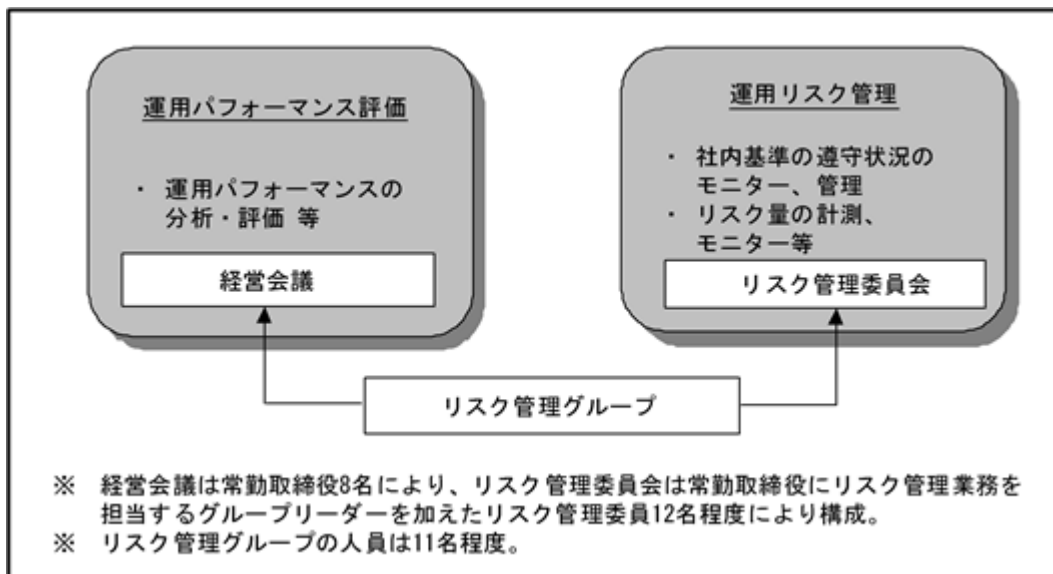 運用パフォーマンス評価
・ 運用パフォーマンスの
分析・評価 等
経営会議
運用リスク管理
・ 社内基準の遵守状況の
モニター、管理
・ リスク量の計測、
モニター等
リスク管理委員会
リスク管理グループ
※ 経営会議は常勤取締役8名により、リスク管理委員会は常勤取締役にリスク管理業務を
担当するグループリーダーを加えたリスク管理委員12名程度により構成。
※ リスク管理グループの人員は11名程度。